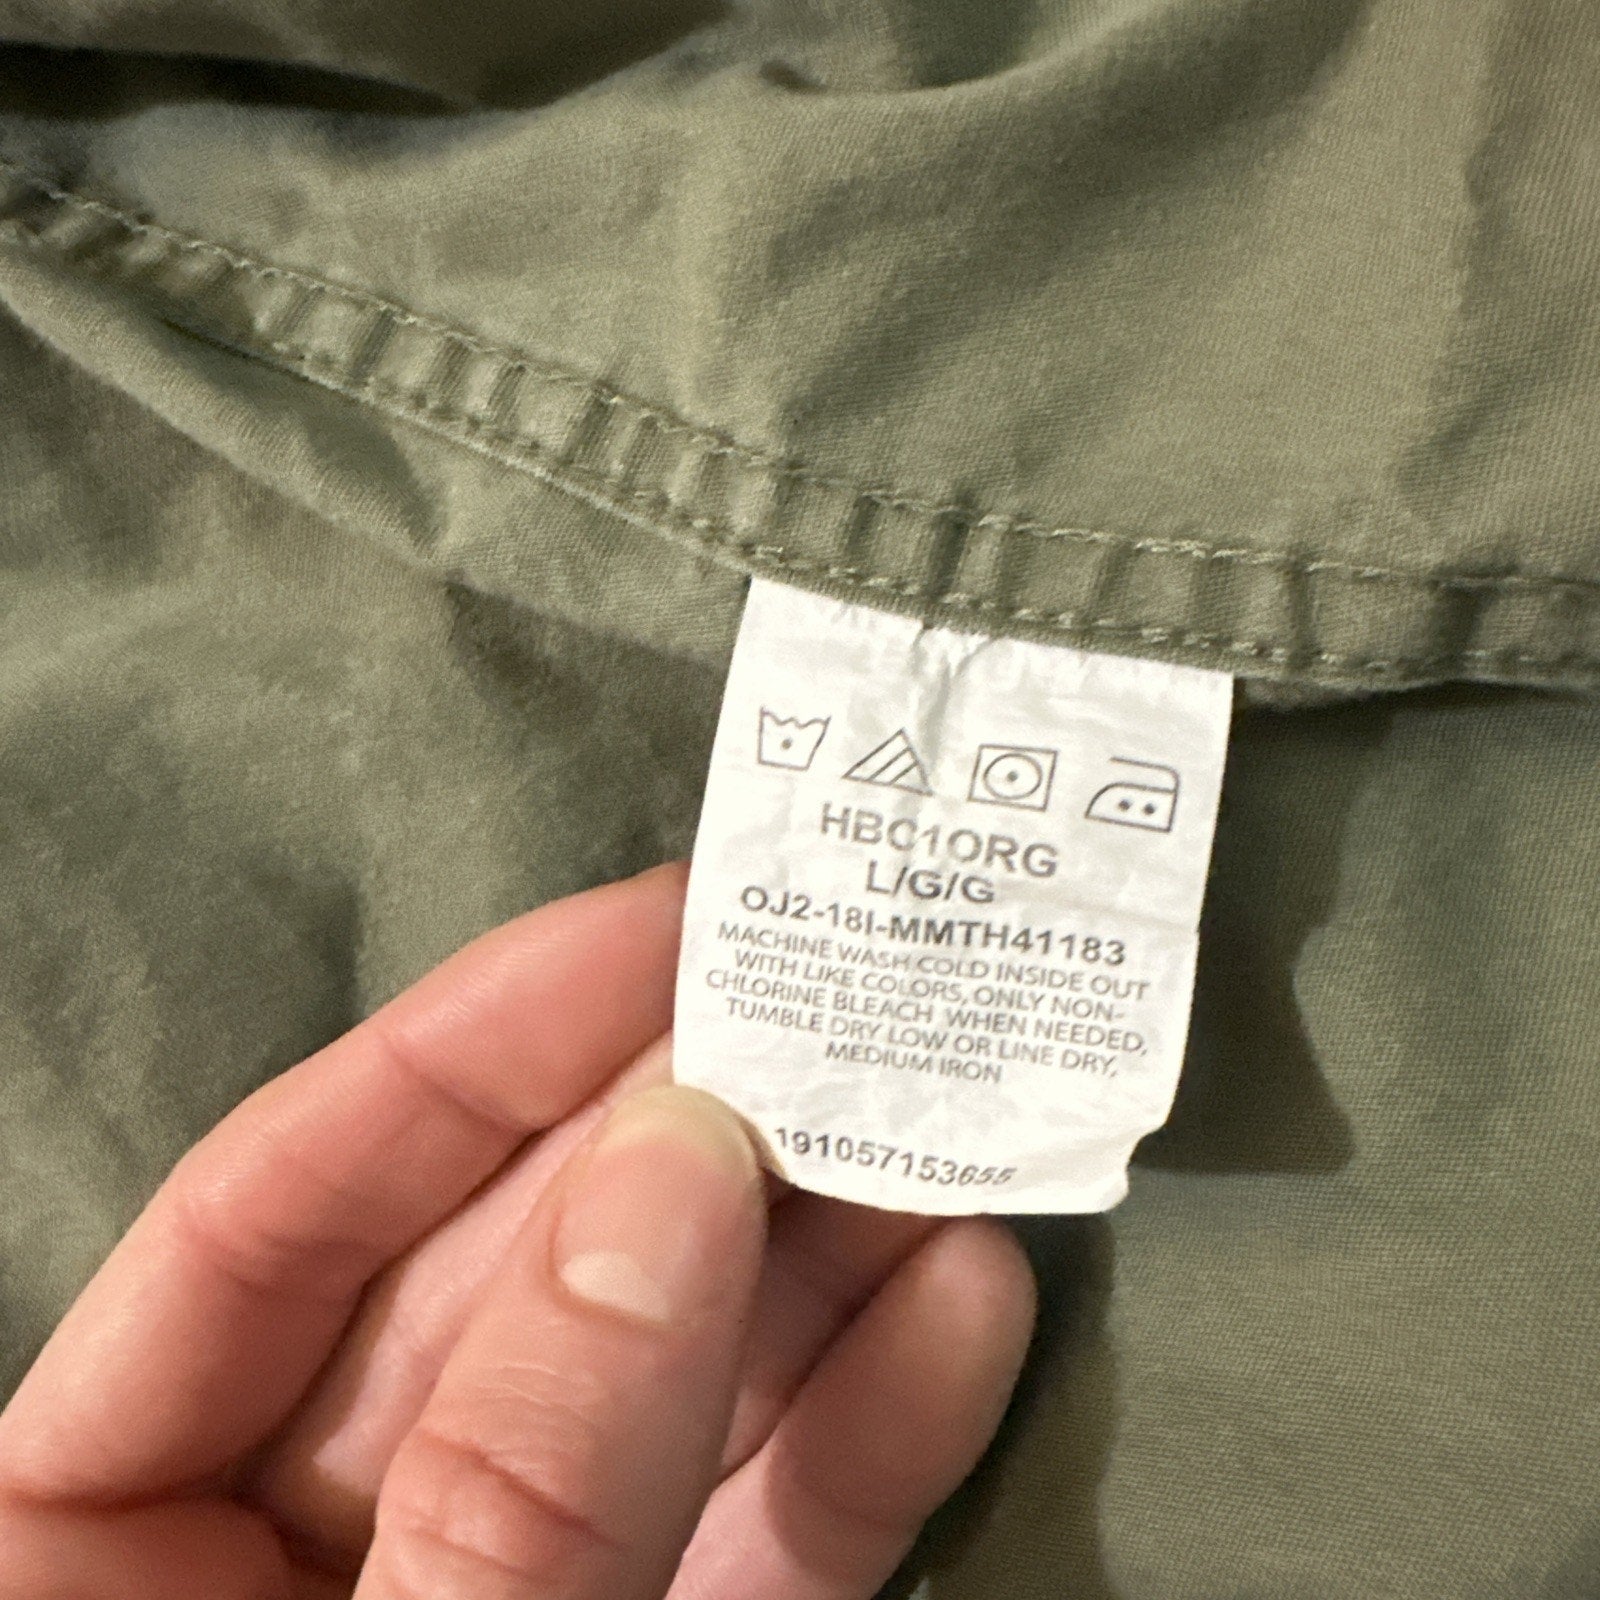 HBC1ORG
L/G/G
OJ2-18I-MMTH41183
MACHINE WASH COLD INSIDE OUT
WITH LIKE COLORS, ONLY NON-
CHLORINE BLEACH WHEN NEEDED,
TUMBLE DRY LOW OR LINE DRY,
MEDIUM IRON
191057153655